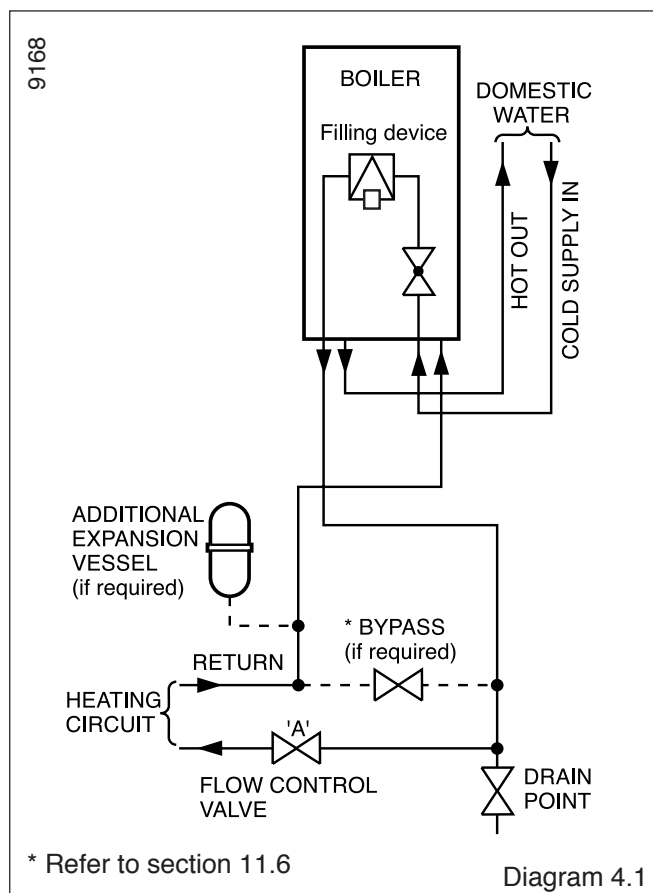 9168
BOILER
Filling device
DOMESTIC
WATER
HOT OUT
COLD SUPPLY IN
ADDITIONAL
EXPANSION
VESSEL
(if required)
* BYPASS
(if required)
RETURN
HEATING
CIRCUIT
'A'
FLOW CONTROL
VALVE
DRAIN
POINT
* Refer to section 11.6
Diagram 4.1